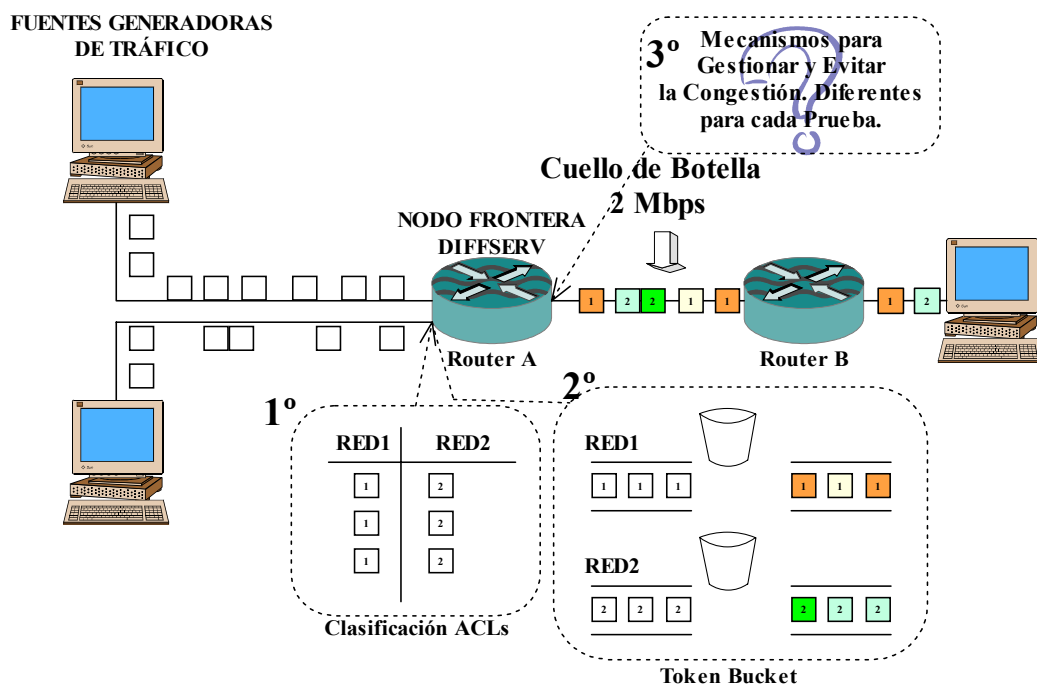 FUENTES GENERADORAS
DE TRÁFICO
3º
Mecanismos para
Gestionar y Evitar
la Congestión. Diferentes
para cada Prueba.
?
Cuello de Botella
2 Mbps
NODO FRONTERA
DIFFSERV
1 2 2 1 1
1 2
Router A
Router B
1º
RED1 RED2
1 2
1 2
1 2
Clasificación ACLs
2º
RED1
1 1 1 1 1 1
RED2
2 2 2 2 2 2
Token Bucket